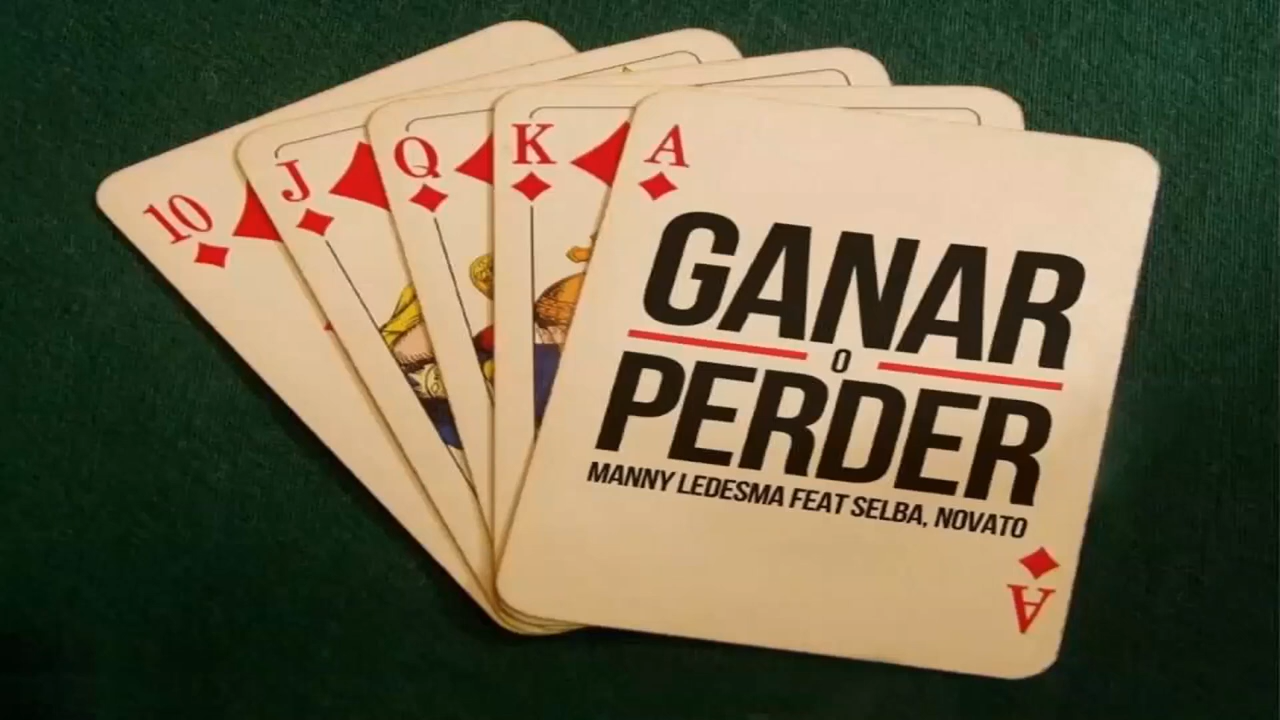 10
J
Q
K
A
GANAR
O
PERDER
MANNY LEDESMA FEAT SELBA, NOVATO
A